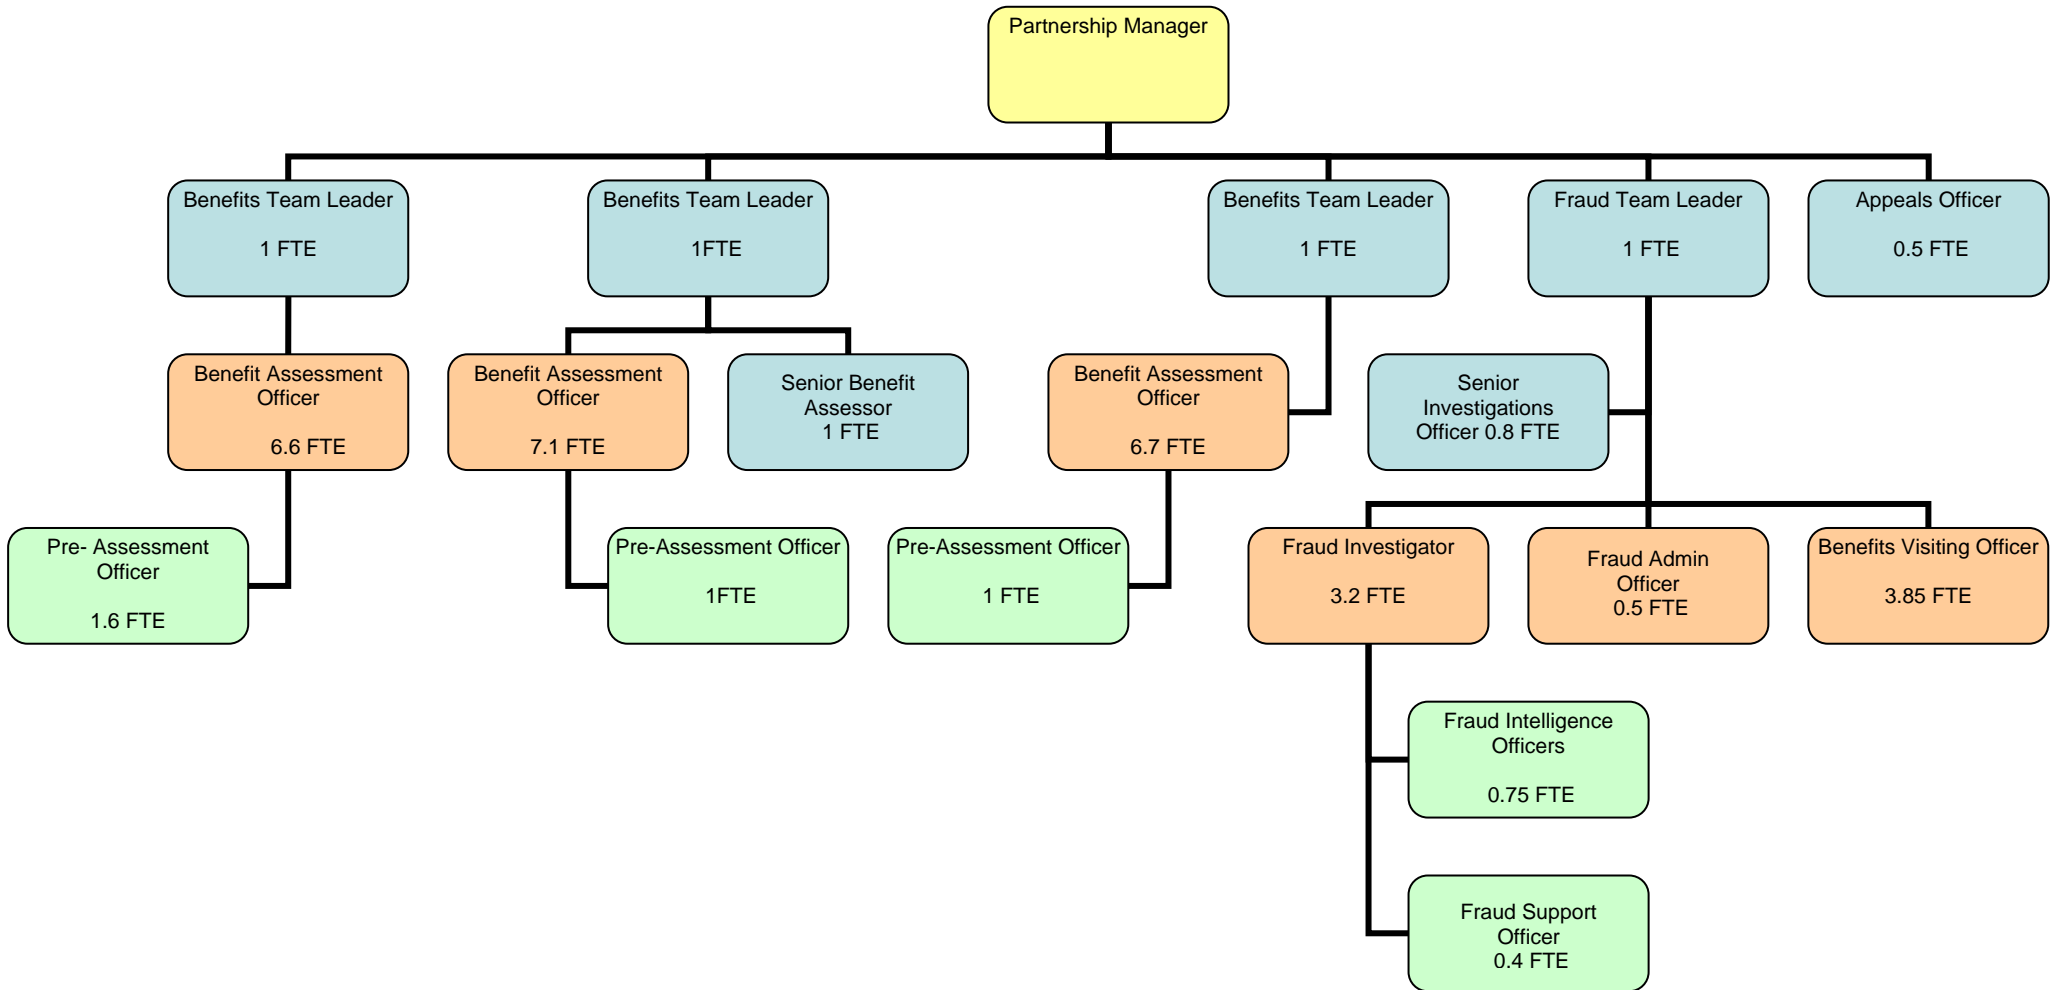 Partnership Manager
Benefits Team Leader
1 FTE
Benefits Team Leader
1FTE
Benefits Team Leader
1 FTE
Fraud Team Leader
1 FTE
Appeals Officer
0.5 FTE
Benefit Assessment
Officer
6.6 FTE
Benefit Assessment
Officer
7.1 FTE
Senior Benefit
Assessor
1 FTE
Benefit Assessment
Officer
6.7 FTE
Senior
Investigations
Officer 0.8 FTE
Pre- Assessment
Officer
1.6 FTE
Pre-Assessment Officer
1FTE
Pre-Assessment Officer
1 FTE
Fraud Investigator
3.2 FTE
Fraud Admin
Officer
0.5 FTE
Benefits Visiting Officer
3.85 FTE
Fraud Intelligence
Officers
0.75 FTE
Fraud Support
Officer
0.4 FTE